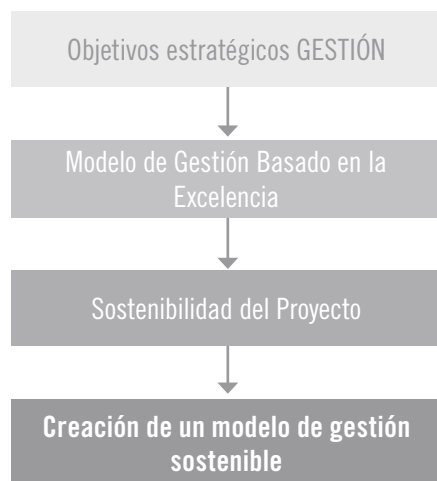 Objetivos estratégicos GESTIÓN
Modelo de Gestión Basado en la
Excelencia
Sostenibilidad del Proyecto
Creación de un modelo de gestión
sostenible